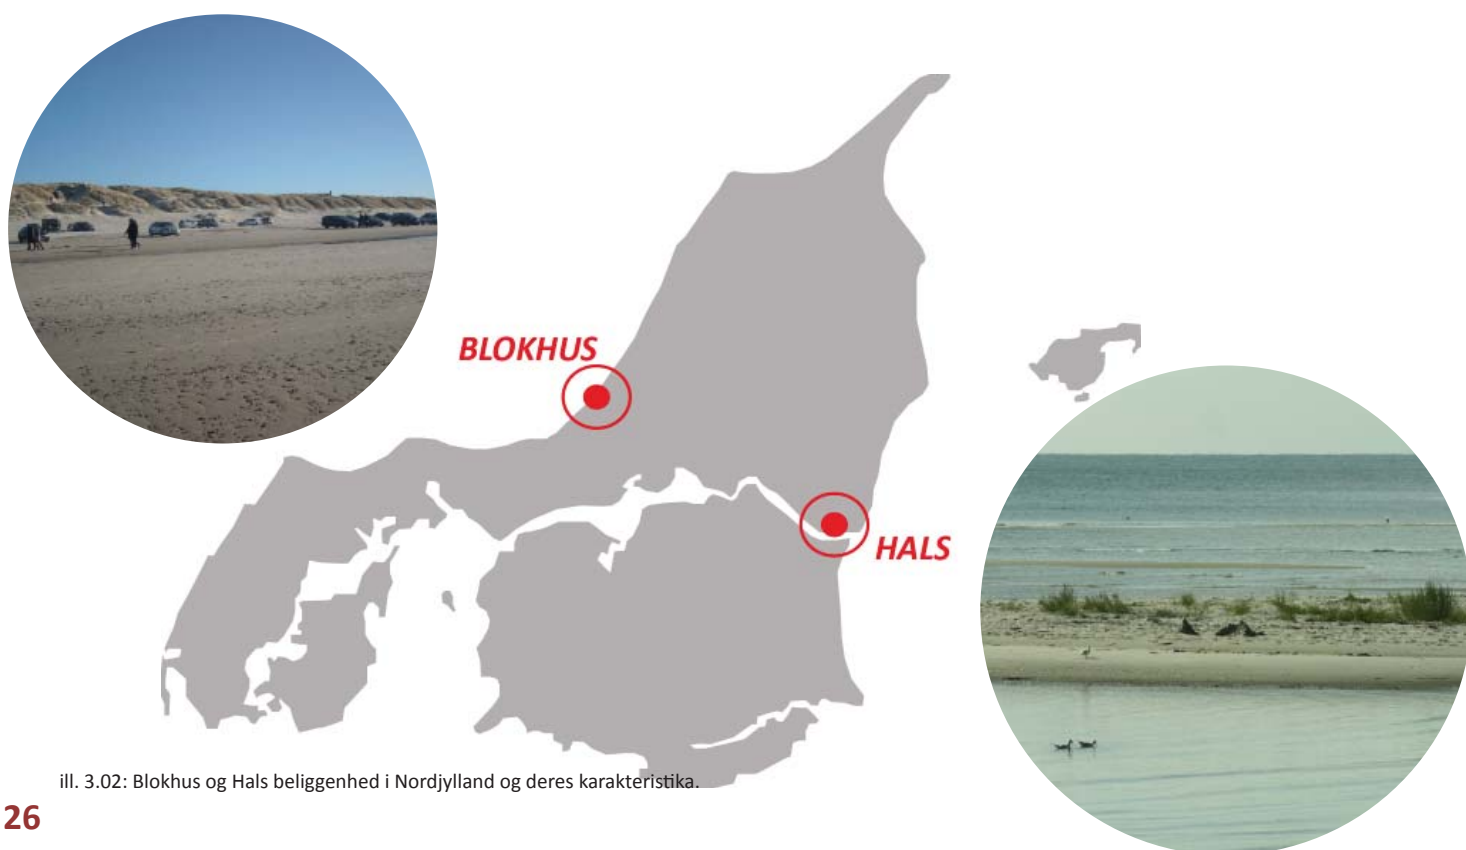 BLOKHUS
HALS
ill. 3.02: Blokhus og Hals beliggenhed i Nordjylland og deres karakteristika.
26